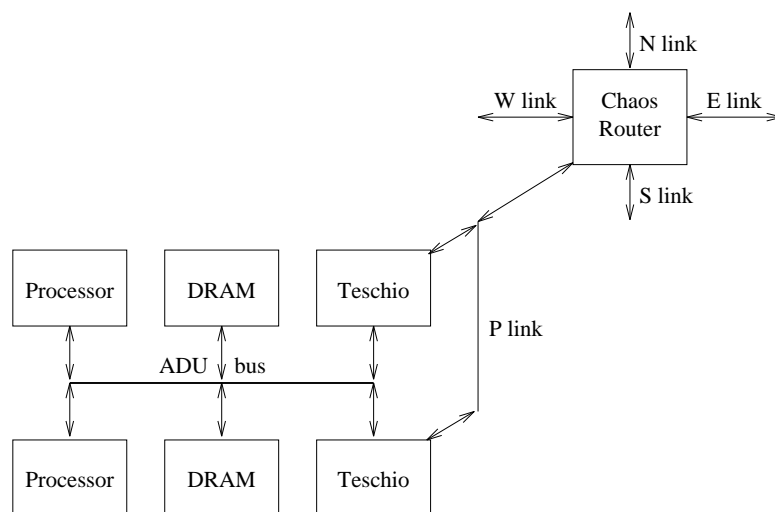 N link
W link
Chaos
Router
E link
S link
Processor
DRAM
Teschio
P link
ADU bus
Processor
DRAM
Teschio